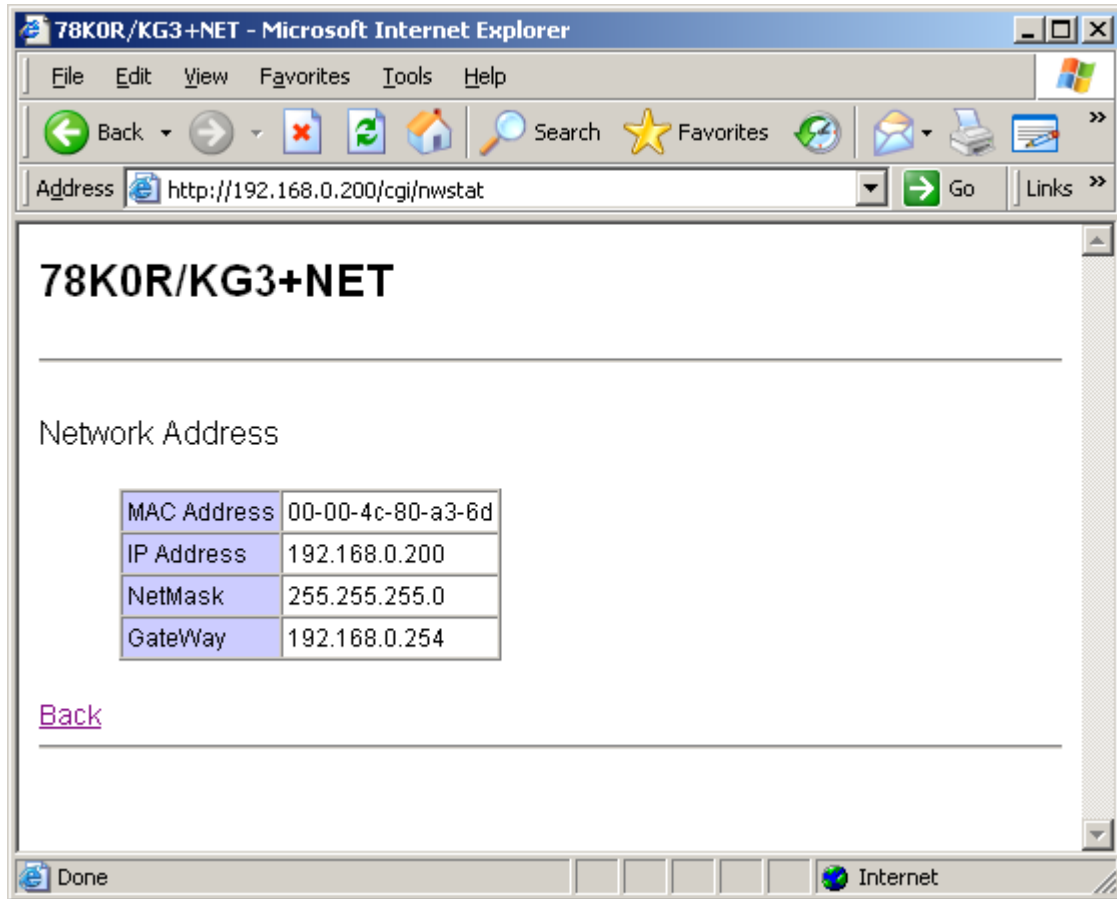 78K0R/KG3+NET - Microsoft Internet Explorer
File Edit View Favorites Tools Help
Back Search Favorites »
Address http://192.168.0.200/cgi/nwstat Go Links »
78K0R/KG3+NET
Network Address
MAC Address 00-00-4c-80-a3-6d
IP Address 192.168.0.200
NetMask 255.255.255.0
GateWay 192.168.0.254
Back
Done Internet